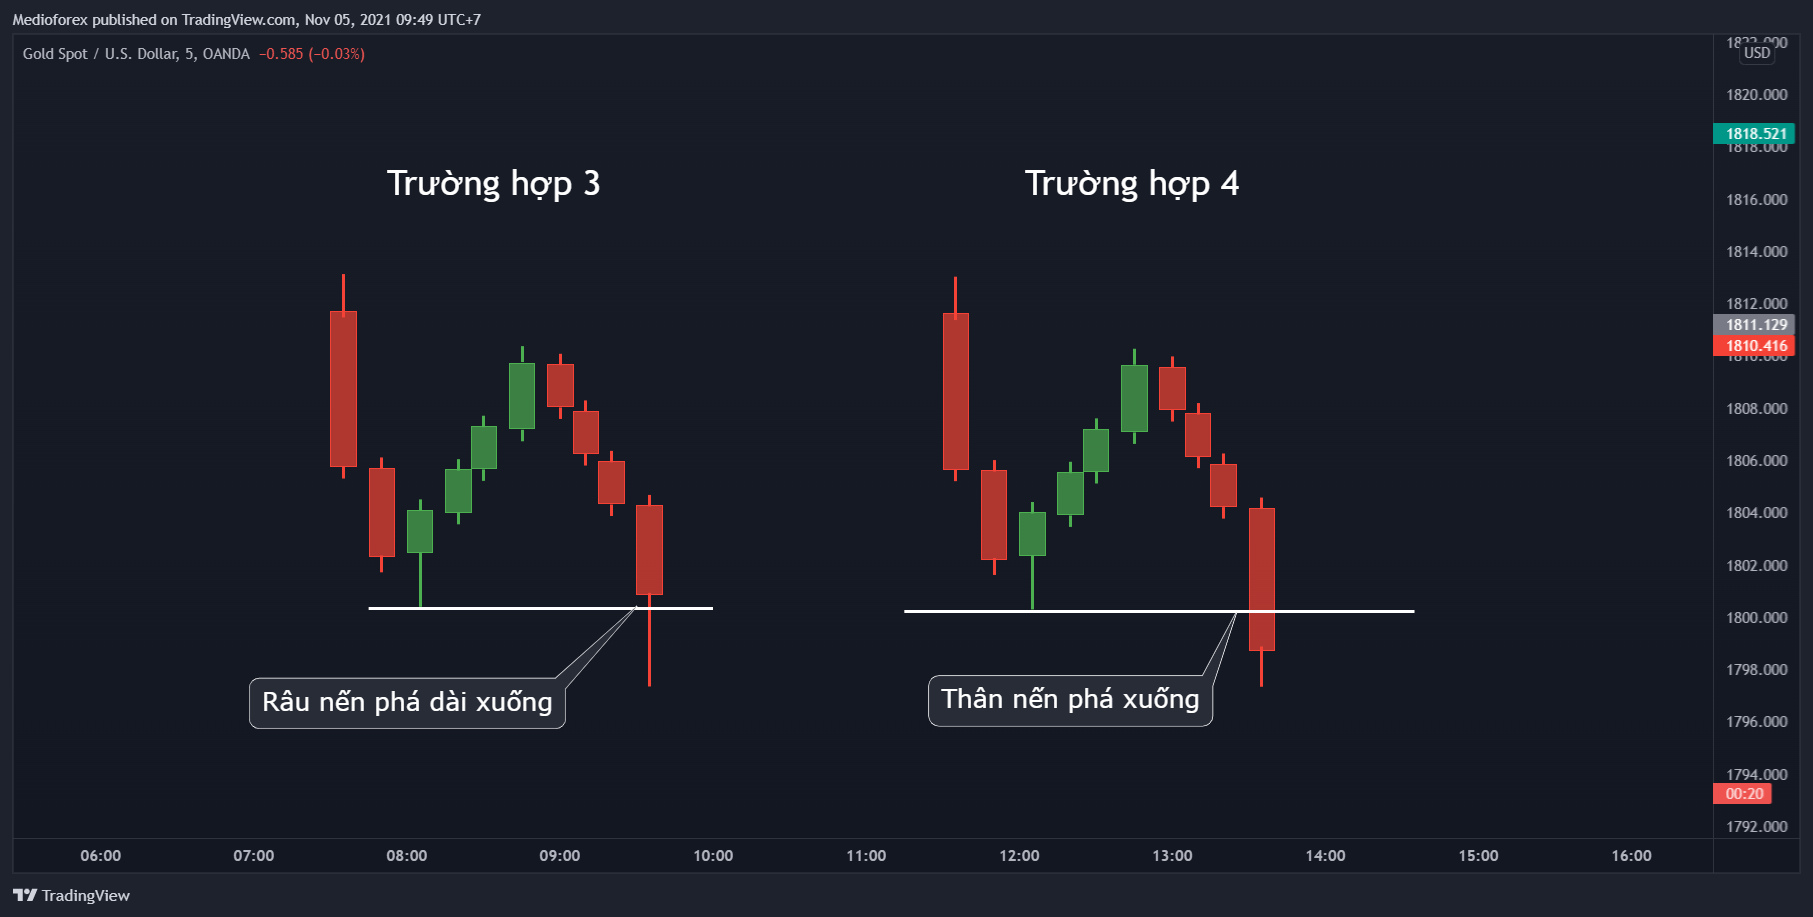 Medioforex published on TradingView.com, Nov 05, 2021 09:49 UTC+7
Gold Spot / U.S. Dollar, 5, OANDA −0.585 (−0.03%)
USD
1820.000
1818.521
1818.000
1816.000
1814.000
1812.000
1811.129
1810.416
1810.000
1808.000
1806.000
1804.000
1802.000
1800.000
1798.000
1796.000
1794.000
00:20
1792.000
Trường hợp 3
Trường hợp 4
Râu nến phá dài xuống
Thân nến phá xuống
06:00 07:00 08:00 09:00 10:00 11:00 12:00 13:00 14:00 15:00 16:00
TradingView